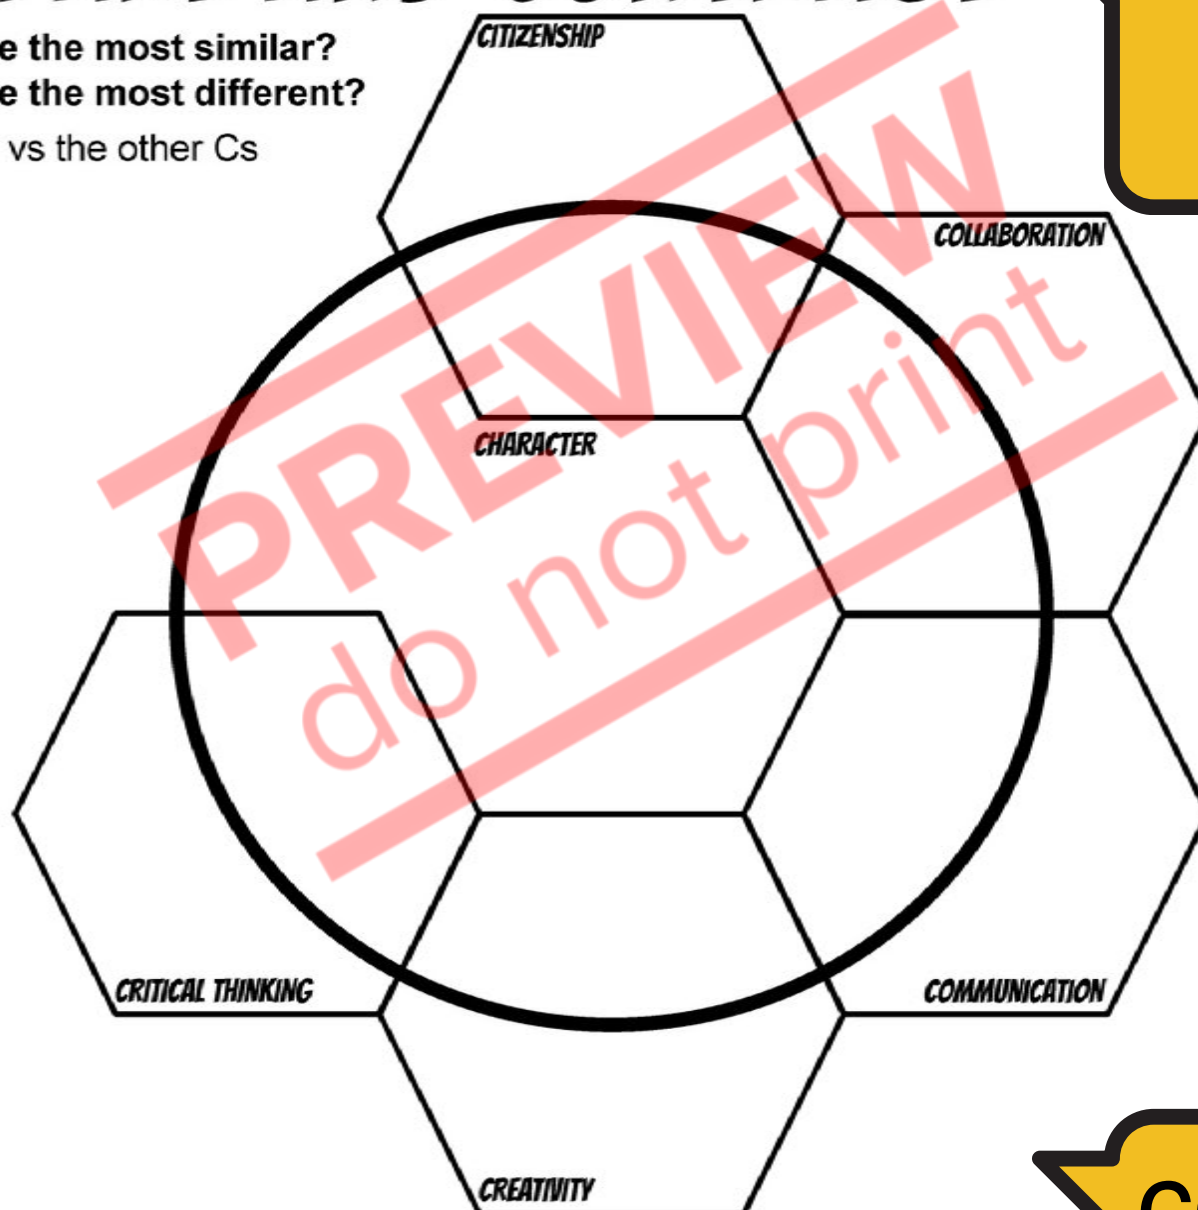 e the most similar?
e the most different?
vs the other Cs
CITIZENSHIP
COLLABORATION
PREVIEW
do not print
CHARACTER
CRITICAL THINKING
COMMUNICATION
CREATIVITY